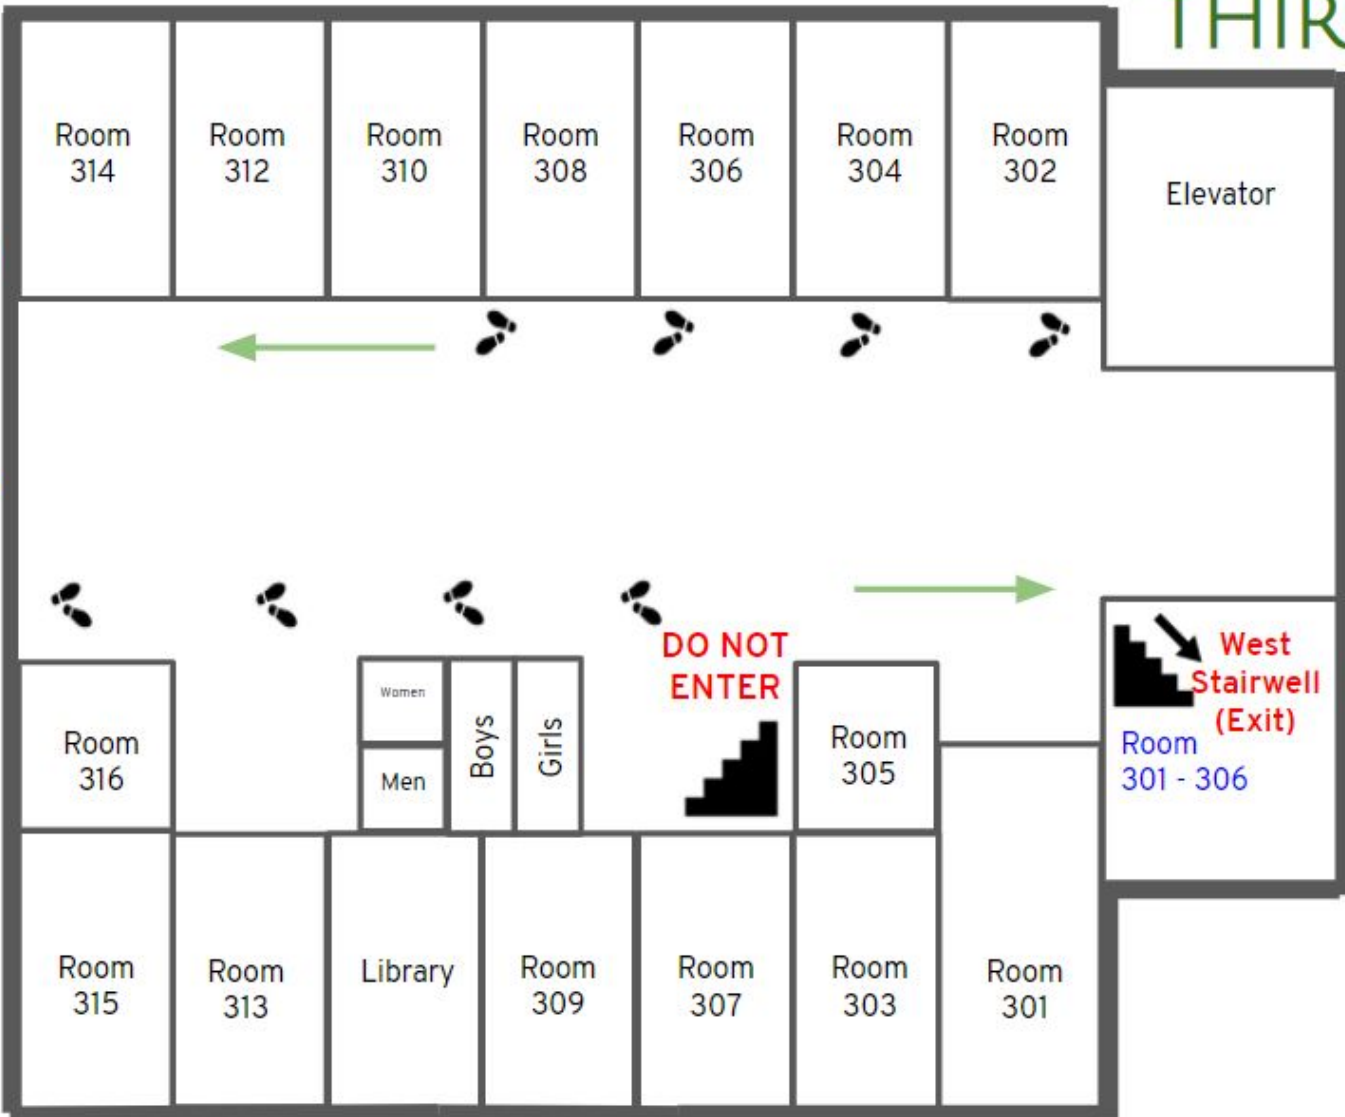 THIR
Room
314
Room
312
Room
310
Room
308
Room
306
Room
304
Room
302
Elevator
DO NOT
ENTER
West
Stairwell
(Exit)
Room
301 - 306
Room
316
Women
Men
Boys
Girls
Room
305
Room
315
Room
313
Library
Room
309
Room
307
Room
303
Room
301